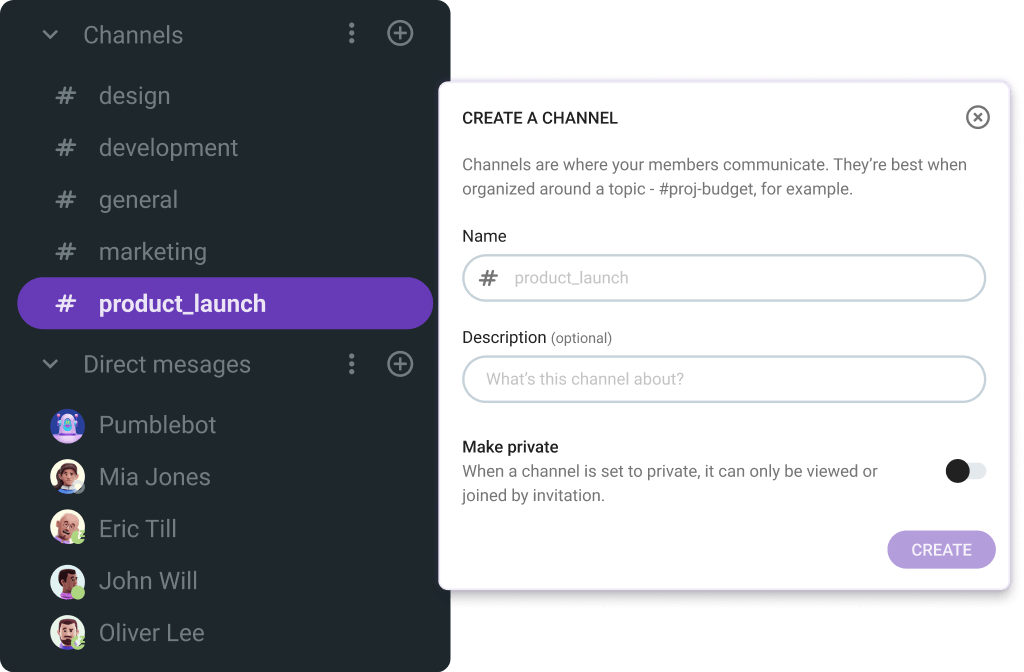 Channels
# design
# development
# general
# marketing
# product_launch
Direct mesages
Pumblebot
Mia Jones
Eric Till
John Will
Oliver Lee
CREATE A CHANNEL
Channels are where your members communicate. They’re best when
organized around a topic - #proj-budget, for example.
Name
# product_launch
Description (optional)
What’s this channel about?
Make private
When a channel is set to private, it can only be viewed or
joined by invitation.
CREATE